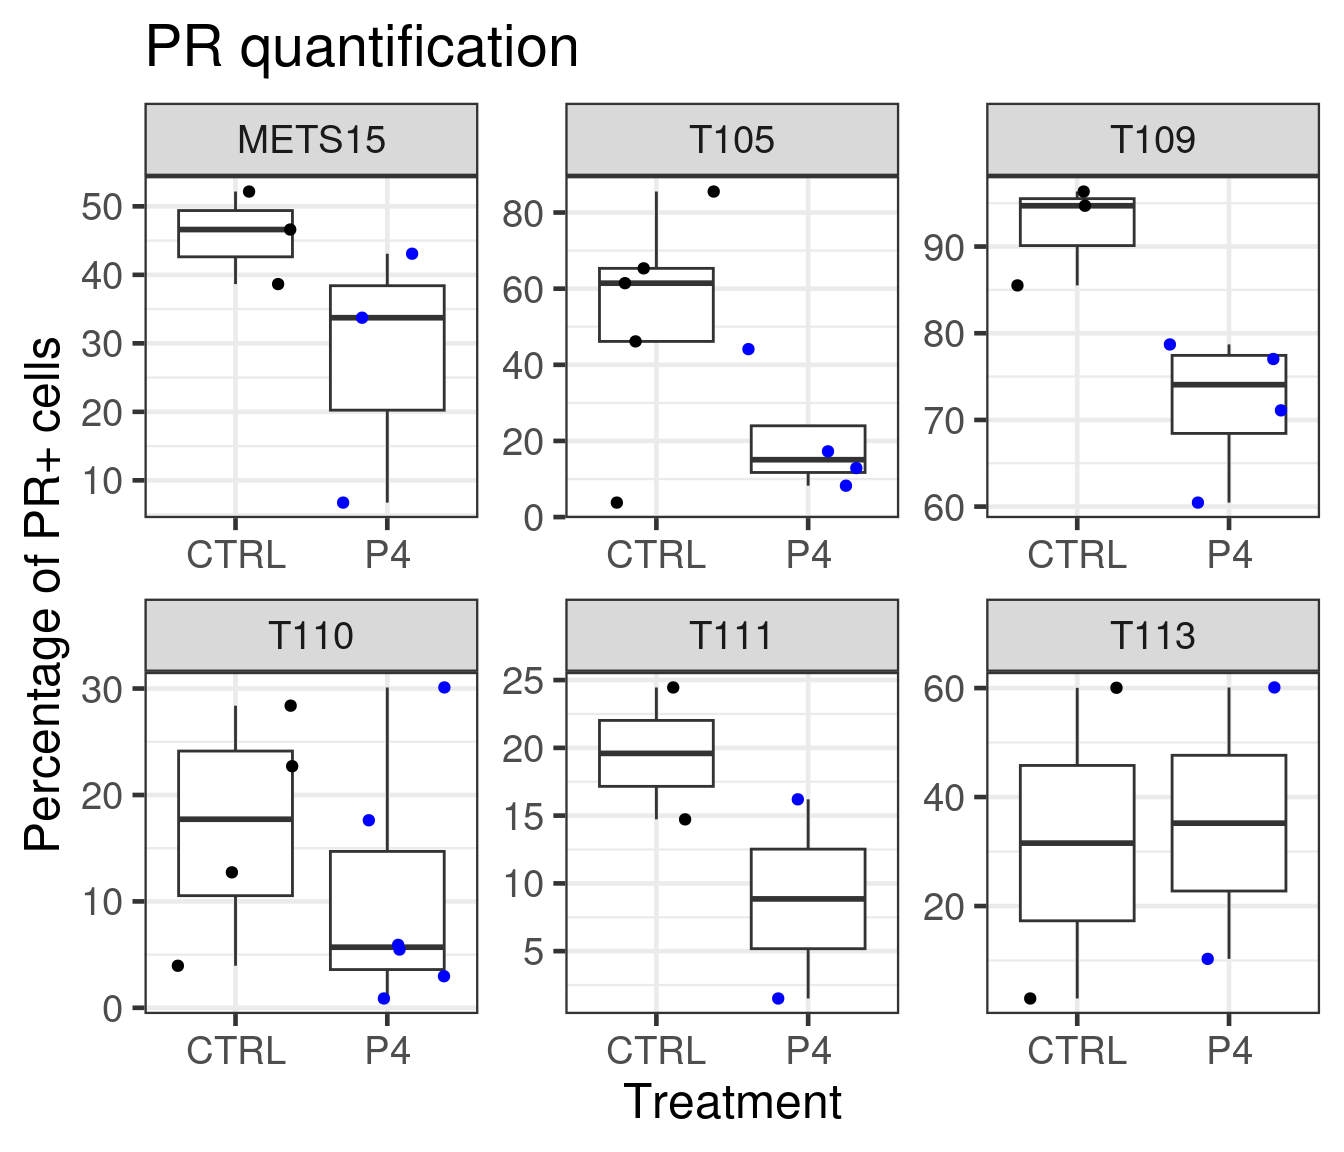 PR quantification
METS15
T105
T109
50
40
30
20
10
80
60
40
20
0
90
80
70
60
CTRL
P4
CTRL
P4
CTRL
P4
Percentage of PR+ cells
T110
T111
T113
30
20
10
0
25
20
15
10
5
60
40
20
CTRL
P4
CTRL
P4
CTRL
P4
Treatment